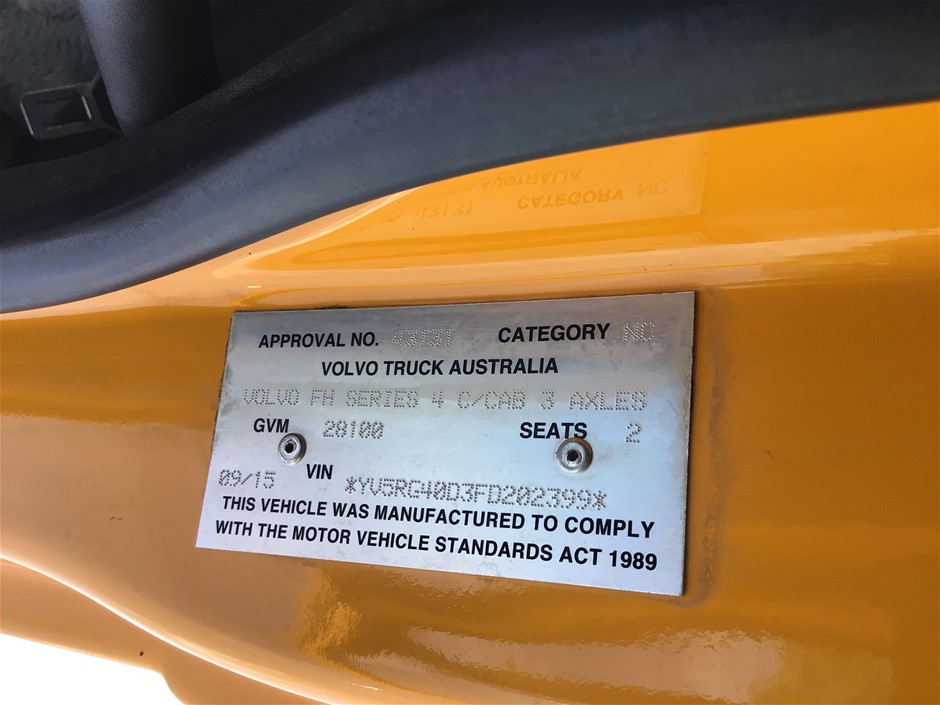 APPROVAL NO. 43131 CATEGORY NC
VOLVO TRUCK AUSTRALIA
VOLVO FH SERIES 4 C/CAB 3 AXLES
GVM 28100 SEATS 2
09/15 VIN *YV5RG40D3FD202399*
THIS VEHICLE WAS MANUFACTURED TO COMPLY
WITH THE MOTOR VEHICLE STANDARDS ACT 1989